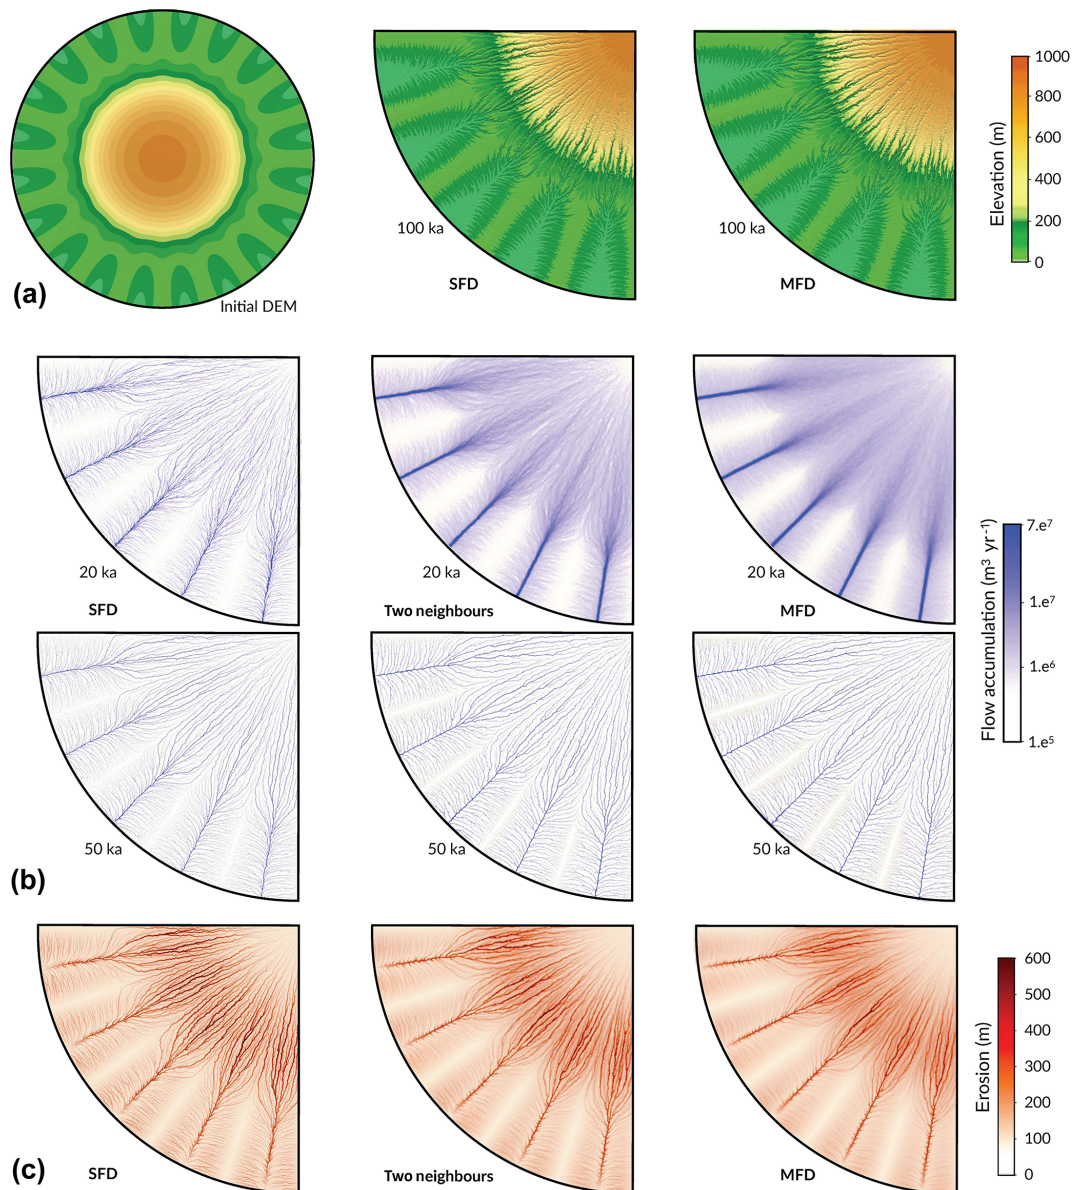 Initial DEM
(a)
100 ka
SFD
100 ka
MFD
Elevation (m)
1000
800
600
400
200
0
20 ka
SFD
20 ka
Two neighbours
20 ka
MFD
50 ka
50 ka
50 ka
(b)
Flow accumulation (m³ yr⁻¹)
7.e⁷
1.e⁷
1.e⁶
1.e⁵
(c)
SFD
Two neighbours
MFD
Erosion (m)
600
500
400
300
200
100
0